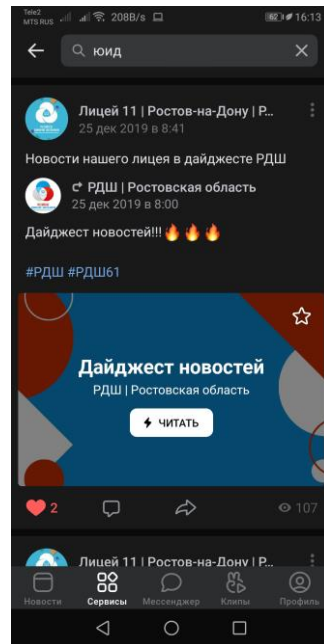 Tele2
MTS RUS
208B/s
62
16:13
юид
Лицей 11 | Ростов-на-Дону | Р...
25 дек 2019 в 8:41
Новости нашего лицея в дайджесте РДШ
РДШ | Ростовская область
25 дек 2019 в 8:00
Дайджест новостей!!!🔥🔥🔥
#РДШ #РДШ61
Дайджест новостей
РДШ | Ростовская область
ЧИТАТЬ
2
107
Лицей 11 | Ростов-на-Дону | Р...
Новости
Сервисы
Мессенджер
Клипы
Профиль